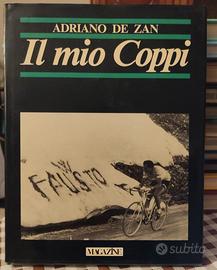 ADRIANO DE ZAN
Il mio Coppi
W
FAUSTO
MAGAZINE
subito